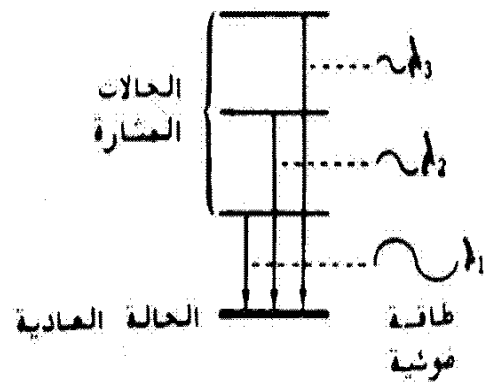 الحالات
المثارة
λ3
λ2
λ1
الحالة العادية
طاقة
ضوئية